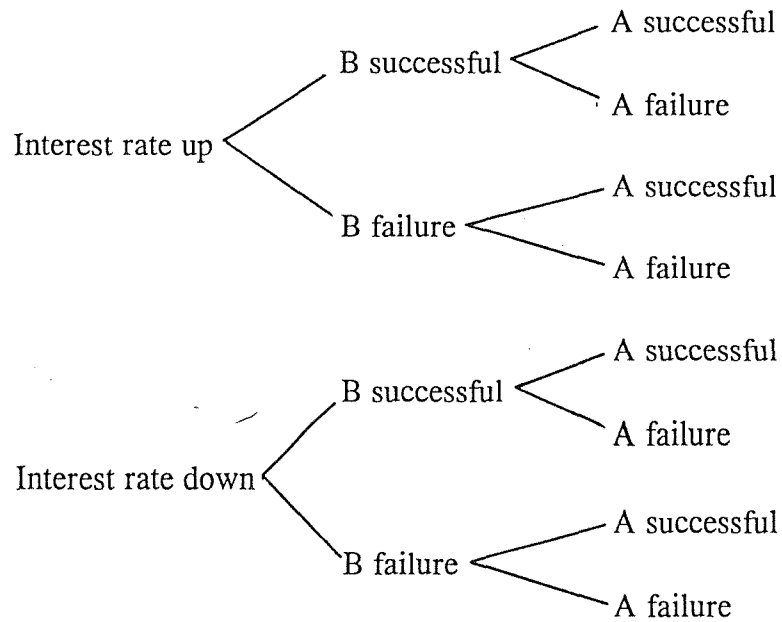 A successful
B successful
A failure
Interest rate up
A successful
B failure
A failure
A successful
B successful
A failure
Interest rate down
A successful
B failure
A failure